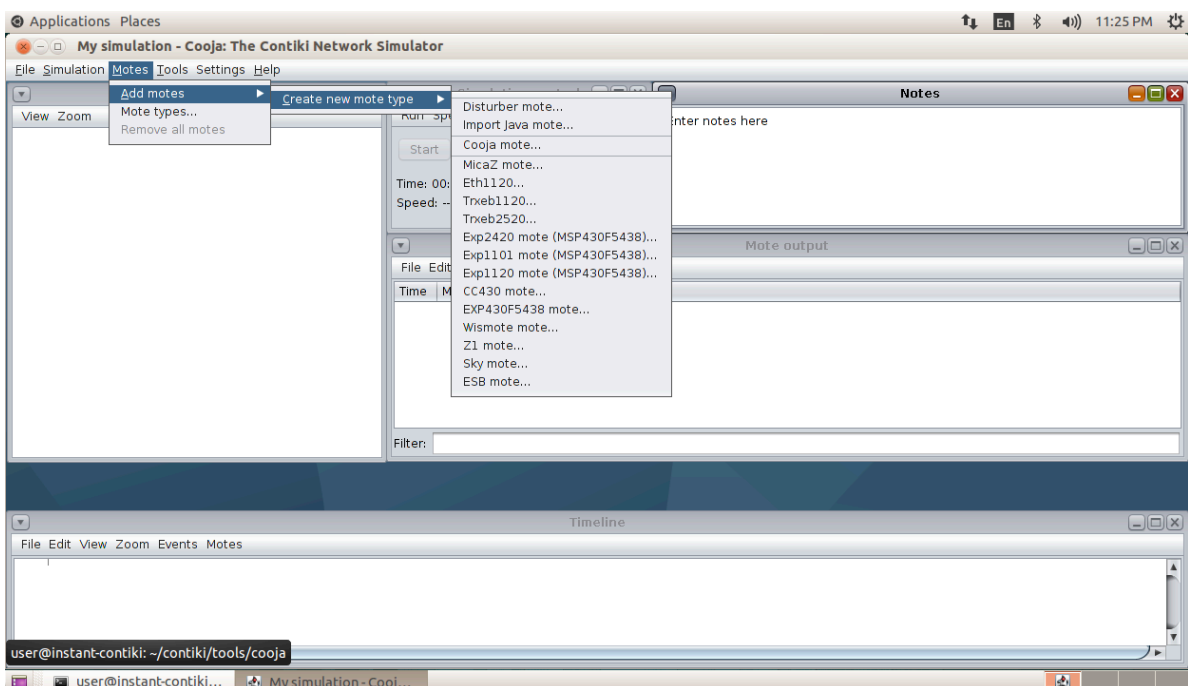 Applications Places
En 11:25 PM
My simulation - Cooja: The Contiki Network Simulator
File Simulation Motes Tools Settings Help
Add motes
Mote types...
Remove all motes
Create new mote type
Disturber mote...
Import Java mote...
Cooja mote...
MicaZ mote...
Eth1120...
Trxeb1120...
Trxeb2520...
Exp2420 mote (MSP430F5438)...
Exp1101 mote (MSP430F5438)...
Exp1120 mote (MSP430F5438)...
CC430 mote...
EXP430F5438 mote...
Wismote mote...
Z1 mote...
Sky mote...
ESB mote...
View Zoom
Run
Start
Time: 00:
Speed: --
Notes
Enter notes here
Mote output
File Edit
Time M
Filter:
Timeline
File Edit View Zoom Events Motes
user@instant-contiki: ~/contiki/tools/cooja
user@instant-contiki...
My simulation - Cooj...